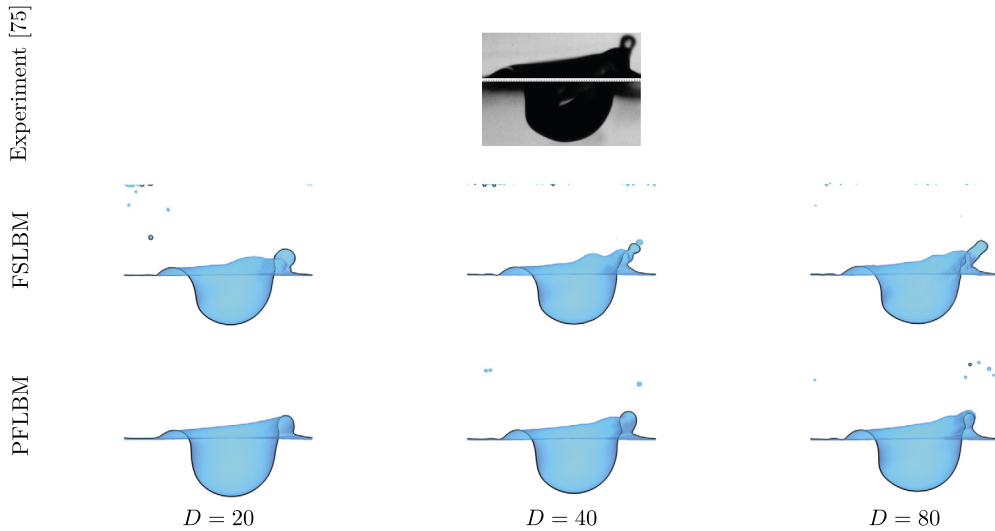 Experiment [75]
FSLBM
PFLBM
D = 20
D = 40
D = 80